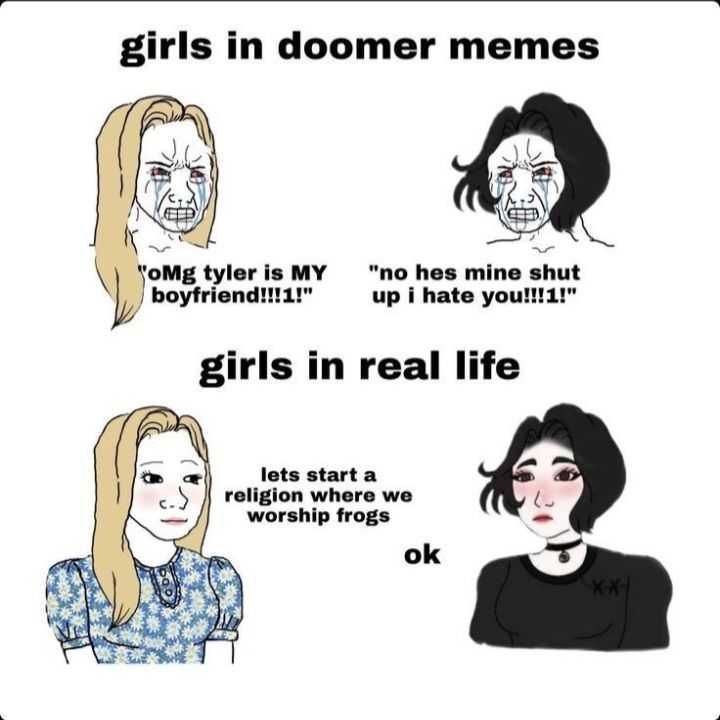 girls in doomer memes
"oMg tyler is MY
boyfriend!!!1!"
"no hes mine shut
up i hate you!!!1!"
girls in real life
lets start a
religion where we
worship frogs
ok